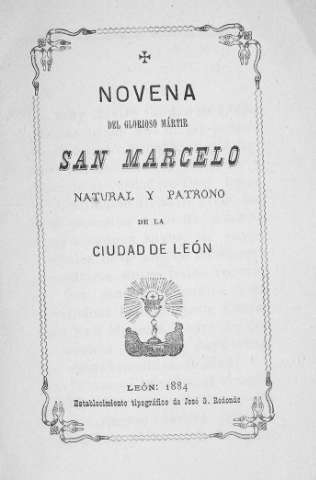 NOVENA
DEL GLORIOSO MÁRTIR
SAN MARCELO
NATURAL Y PATRONO
DE LA
CIUDAD DE LEÓN
LEÓN: 1884
Establecimiento tipográfico de José G. Redondo